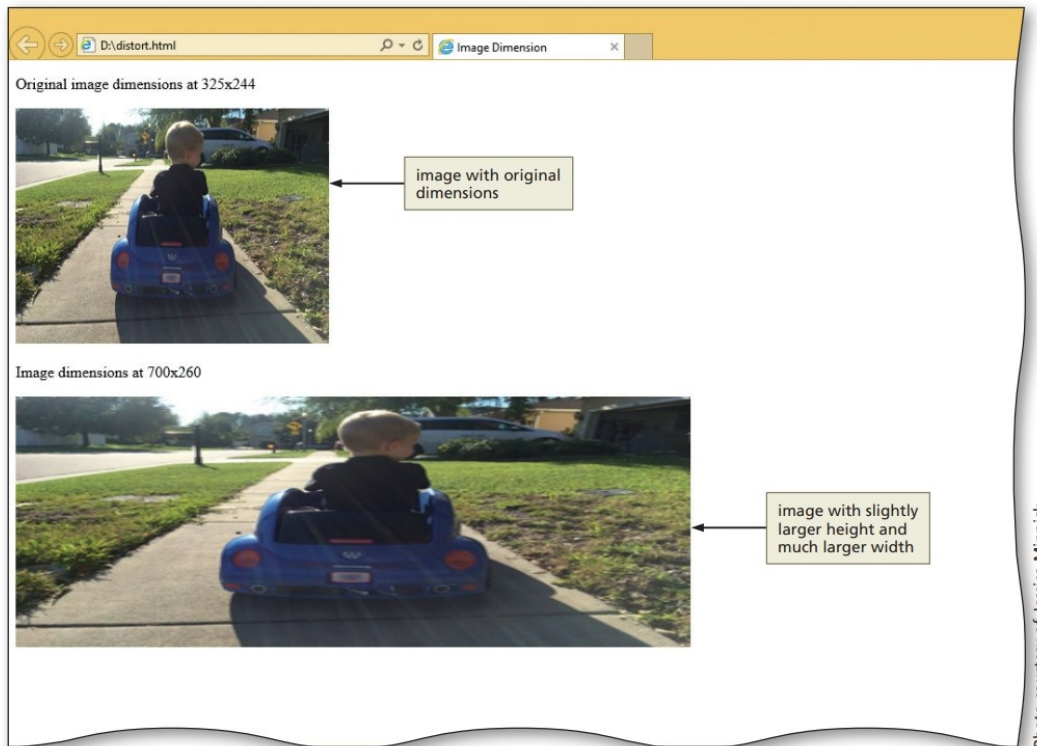 D:\distort.html
Image Dimension
Original image dimensions at 325x244
image with original
dimensions
Image dimensions at 700x260
image with slightly
larger height and
much larger width